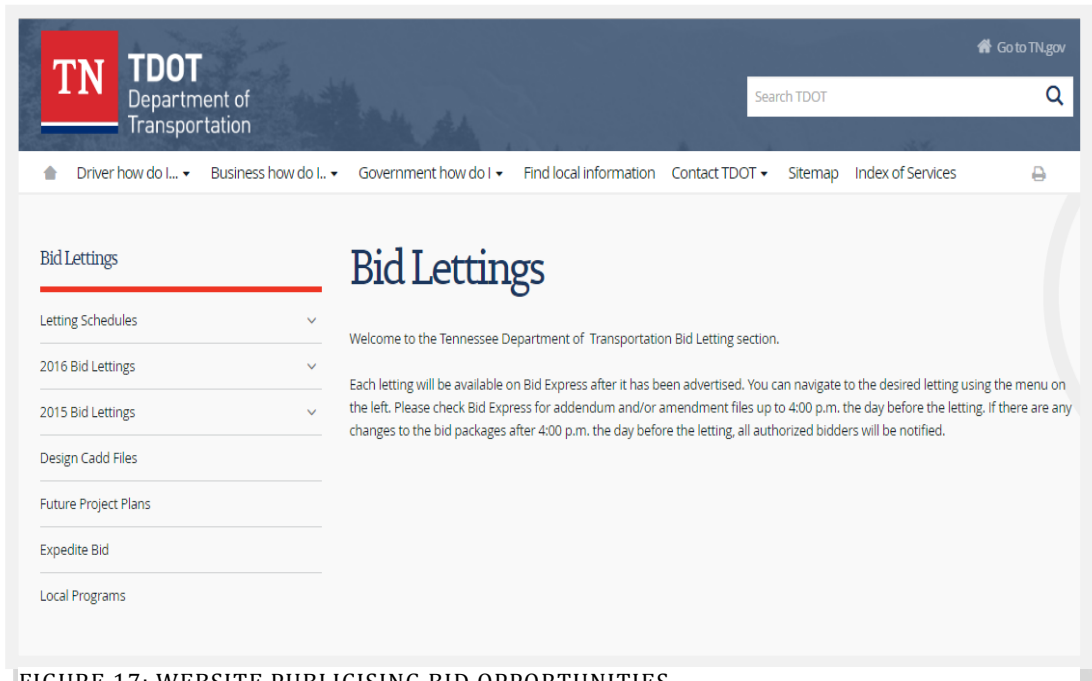 TN
TDOT
Department of
Transportation
Go to TN.gov
Search TDOT
Driver how do I... Business how do I.. Government how do I Find local information Contact TDOT Sitemap Index of Services
Bid Lettings
Letting Schedules
2016 Bid Lettings
2015 Bid Lettings
Design Cadd Files
Future Project Plans
Expedite Bid
Local Programs
Bid Lettings
Welcome to the Tennessee Department of Transportation Bid Letting section.
Each letting will be available on Bid Express after it has been advertised. You can navigate to the desired letting using the menu on
the left. Please check Bid Express for addendum and/or amendment files up to 4:00 p.m. the day before the letting. If there are any
changes to the bid packages after 4:00 p.m. the day before the letting, all authorized bidders will be notified.
FIGURE 17: WEBSITE PUBLICISING BID OPPORTUNITIES